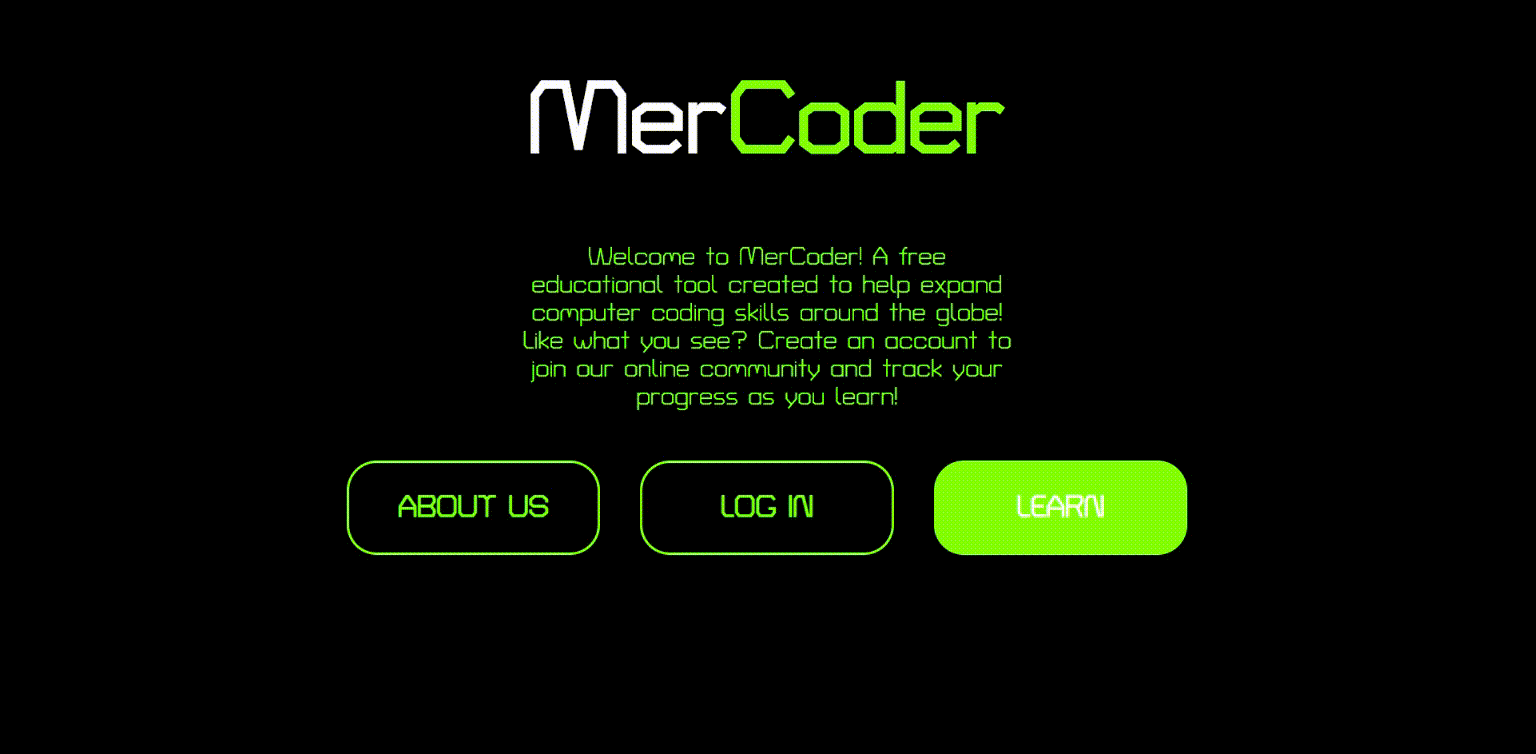 MerCoder
Welcome to MerCoder! A free
educational tool created to help expand
computer coding skills around the globe!
Like what you see? Create an account to
join our online community and track your
progress as you learn!
ABOUT US
LOG IN
LEARN